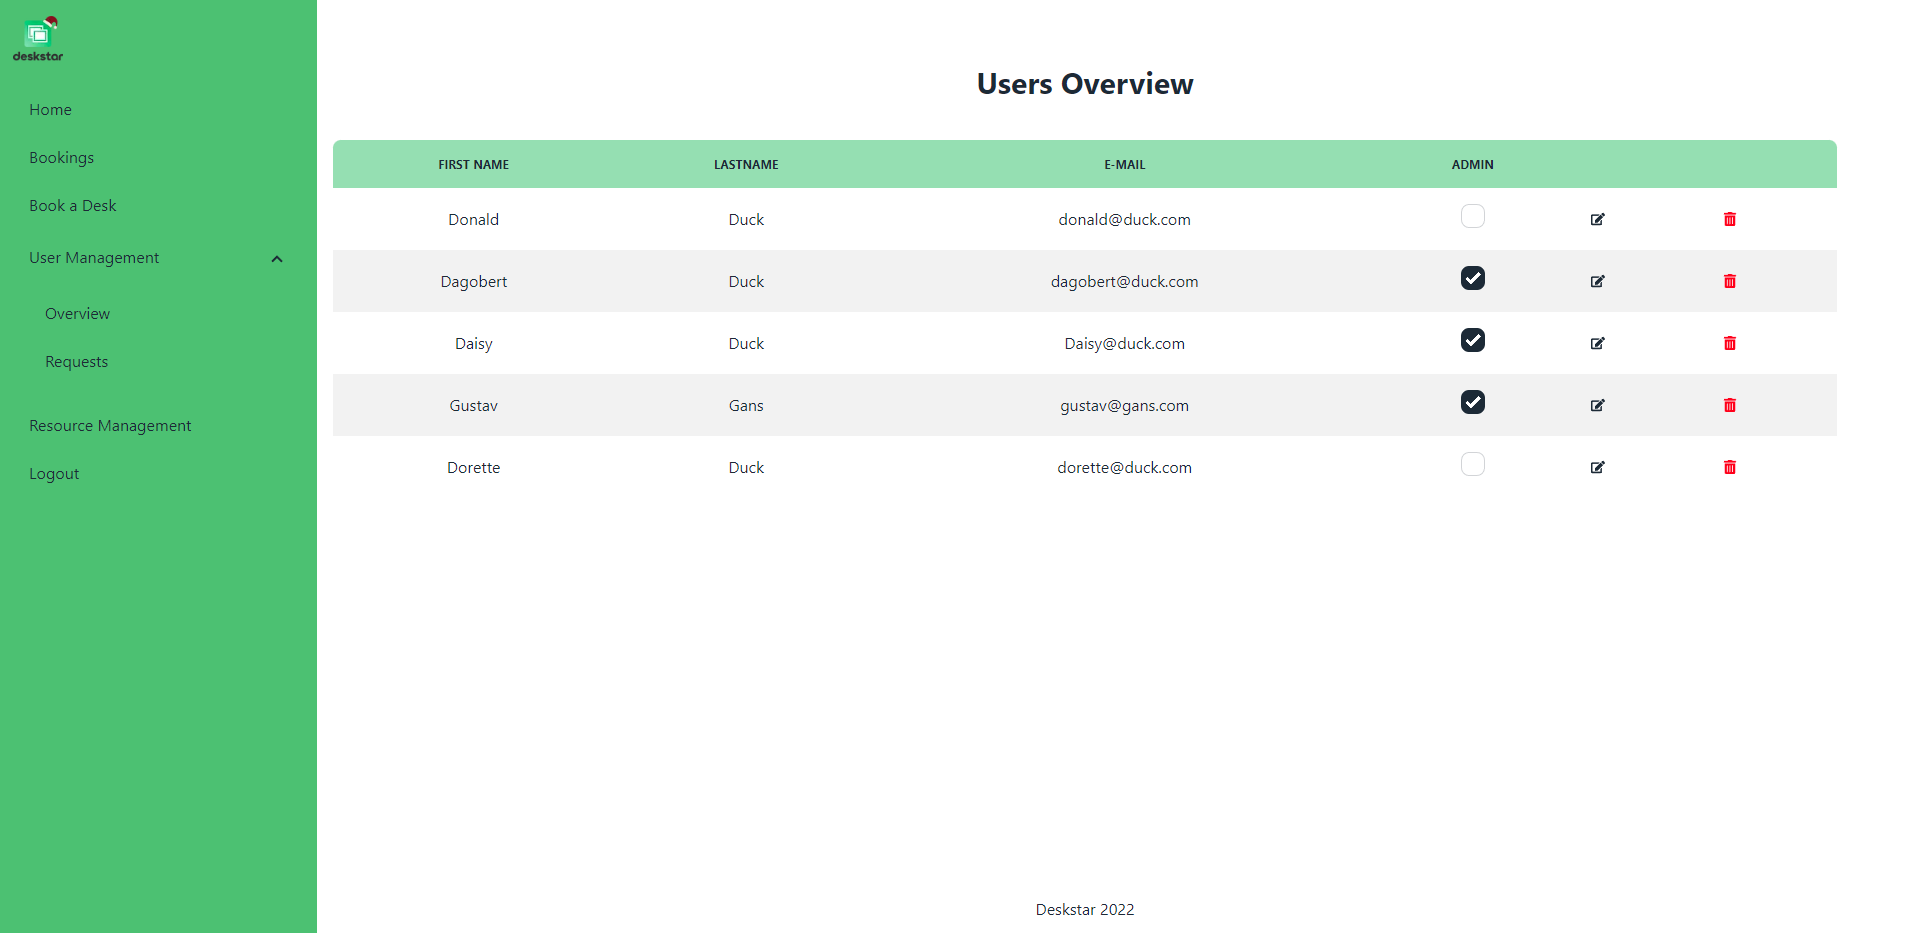 deskstar
Home
Bookings
Book a Desk
User Management
Overview
Requests
Resource Management
Logout
Users Overview
FIRST NAME LASTNAME E-MAIL ADMIN
Donald Duck donald@duck.com
Dagobert Duck dagobert@duck.com
Daisy Duck Daisy@duck.com
Gustav Gans gustav@gans.com
Dorette Duck dorette@duck.com
Deskstar 2022